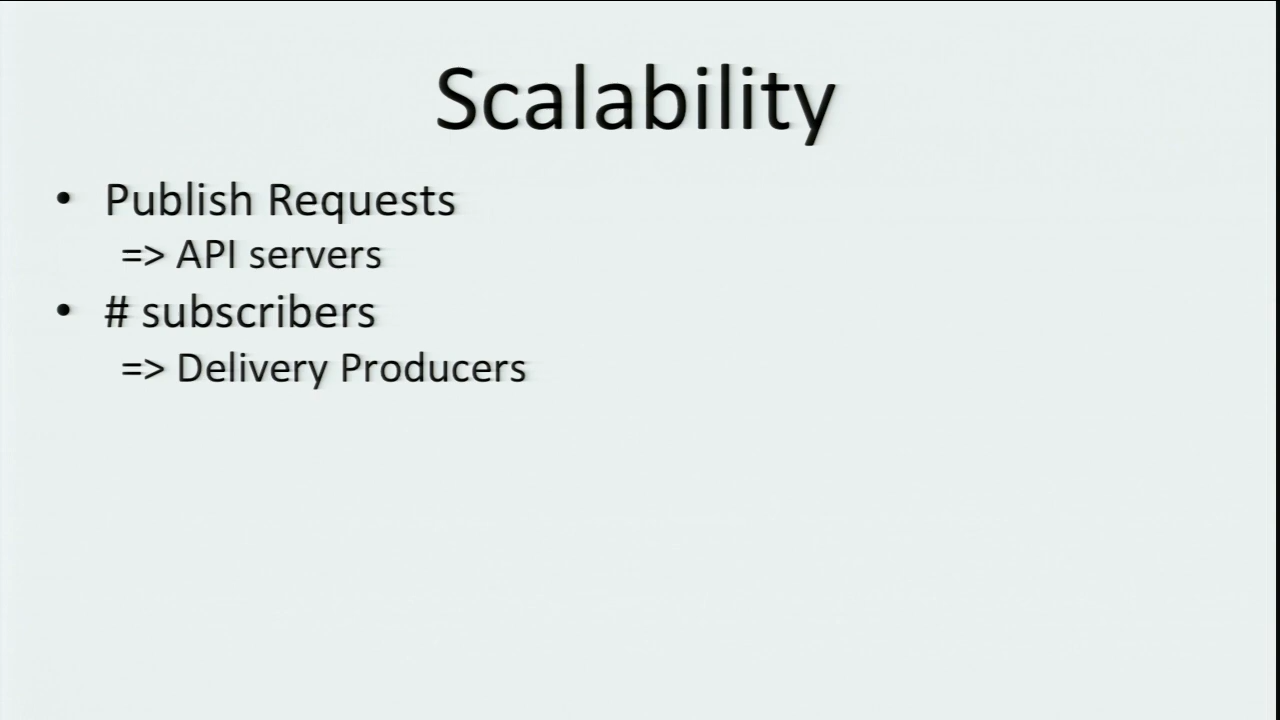 Scalability
• Publish Requests
=> API servers
• # subscribers
=> Delivery Producers